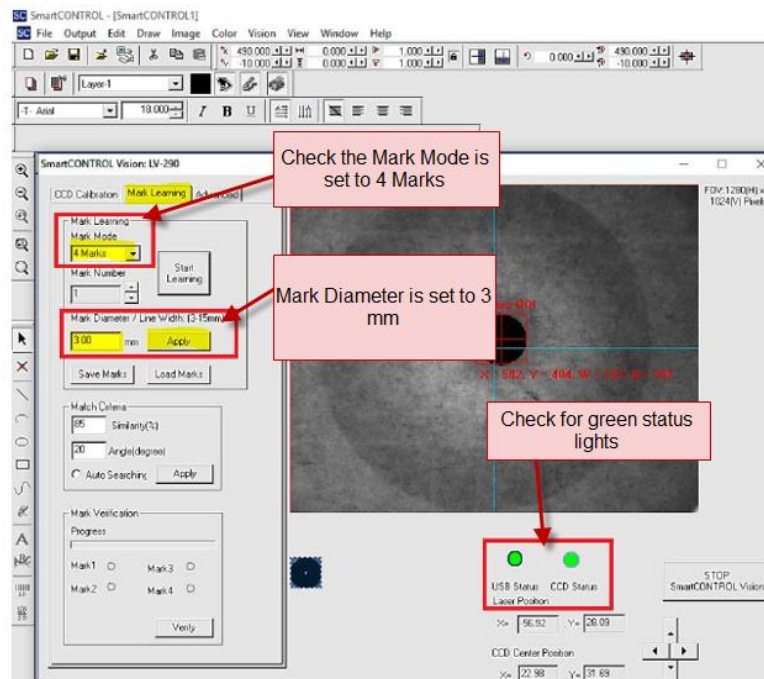 SC SmartCONTROL - [SmartCONTROL1]
SC File Output Edit Draw Image Color Vision View Window Help
490.000 0.000 1.000 0.000 490.000
-10.000 0.000 1.000 -10.000
Layer-1
-T- Arial 18.000 I B U
SmartCONTROL Vision: LV-290
Check the Mark Mode is
set to 4 Marks
CCD Calibration Mark Learning Advanced
FOV:1280(H) x
1024(V) Pixels
Mark Learning
Mark Mode
4 Marks
Start
Learning
Mark Number
1
Mark Diameter is set to 3
mm
Mark Diameter / Line Width: (3-15mm)
3.00 mm Apply
Save Marks Load Marks
Match Criteria
85 Similarity(%)
20 Angle(degree)
Auto Searching Apply
Check for green status
lights
Mark Verification
Progress
Mark1 Mark3
Mark2 Mark4
Verify
USB Status CCD Status
STOP
SmartCONTROL Vision
Laser Position
X= -56.92 Y= 28.09
CCD Center Position
X= 22.98 Y= 31.69